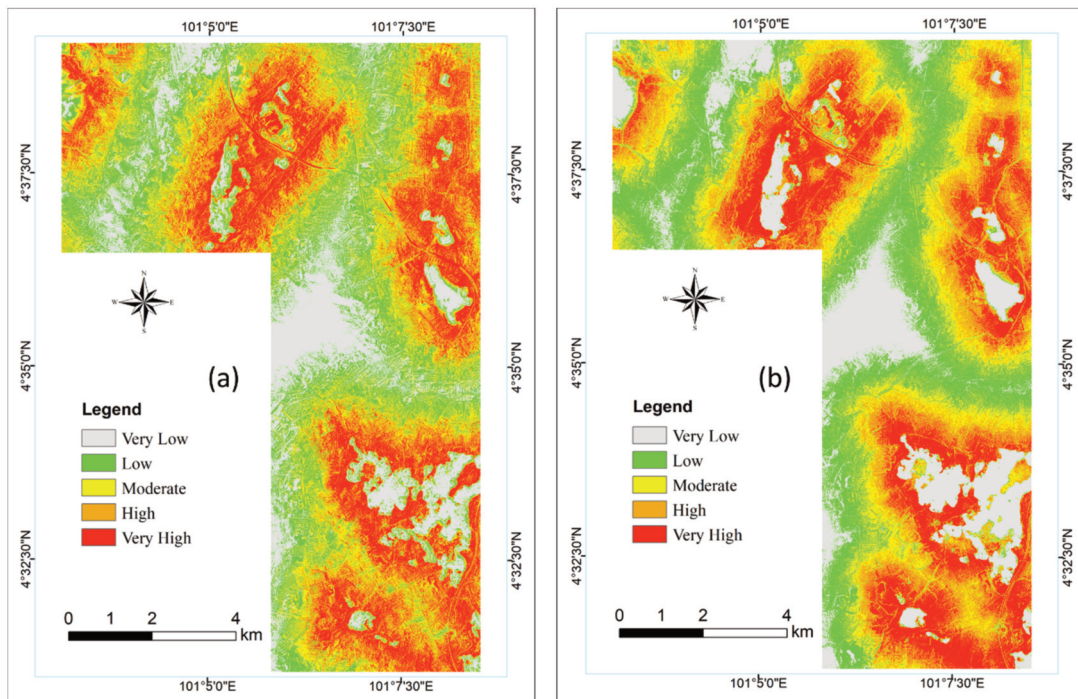 101°5'0"E 101°7'30"E
4°37'30"N 4°37'30"N
N
W E
S
4°35'0"N 4°35'0"N
(a)
Legend
Very Low
Low
Moderate
High
Very High
4°32'30"N 4°32'30"N
0 2 4
km
101°5'0"E 101°7'30"E
101°5'0"E 101°7'30"E
4°37'30"N 4°37'30"N
N
W E
S
4°35'0"N 4°35'0"N
(b)
Legend
Very Low
Low
Moderate
High
Very High
4°32'30"N 4°32'30"N
0 2 4
km
101°5'0"E 101°7'30"E